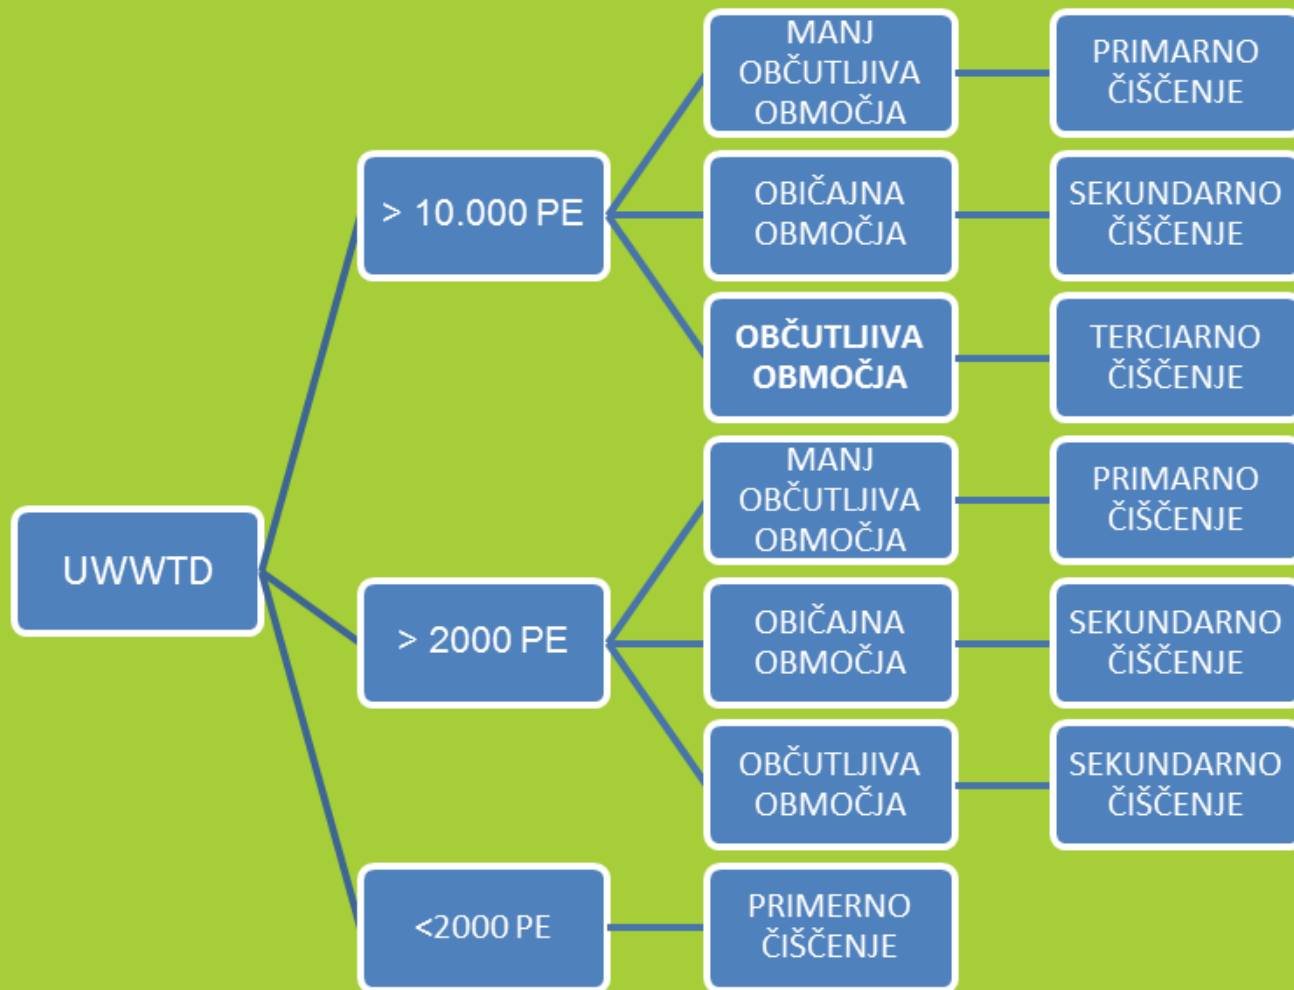 UWWTD
> 10.000 PE
MANJ
OBČUTLJIVA
OBMOČJA
PRIMARNO
ČIŠČENJE
OBIČAJNA
OBMOČJA
SEKUNDARNO
ČIŠČENJE
OBČUTLJIVA
OBMOČJA
TERCIARNO
ČIŠČENJE
> 2000 PE
MANJ
OBČUTLJIVA
OBMOČJA
PRIMARNO
ČIŠČENJE
OBIČAJNA
OBMOČJA
SEKUNDARNO
ČIŠČENJE
OBČUTLJIVA
OBMOČJA
SEKUNDARNO
ČIŠČENJE
<2000 PE
PRIMERNO
ČIŠČENJE